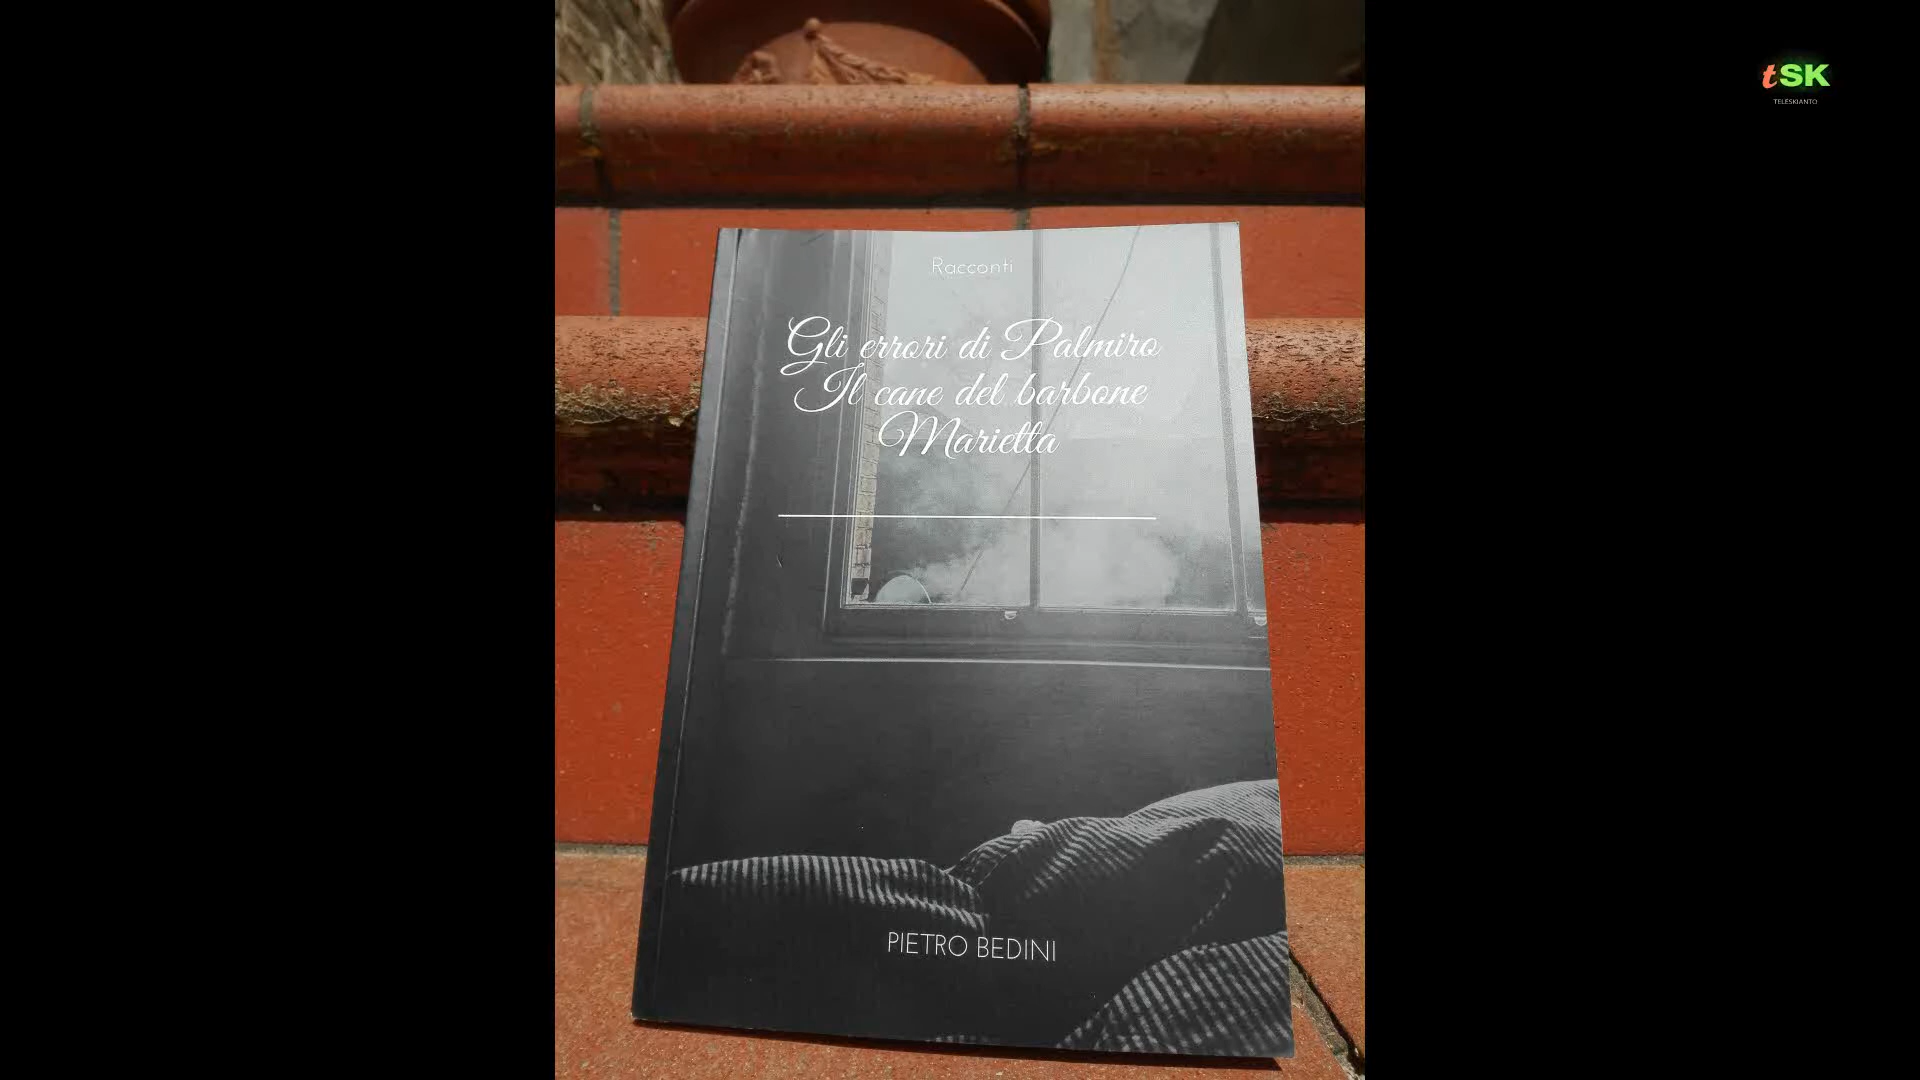 tSK
TELESKIANTO
Racconti
Gli errori di Palmiro
Il cane del barbone
Marietta
PIETRO BEDINI